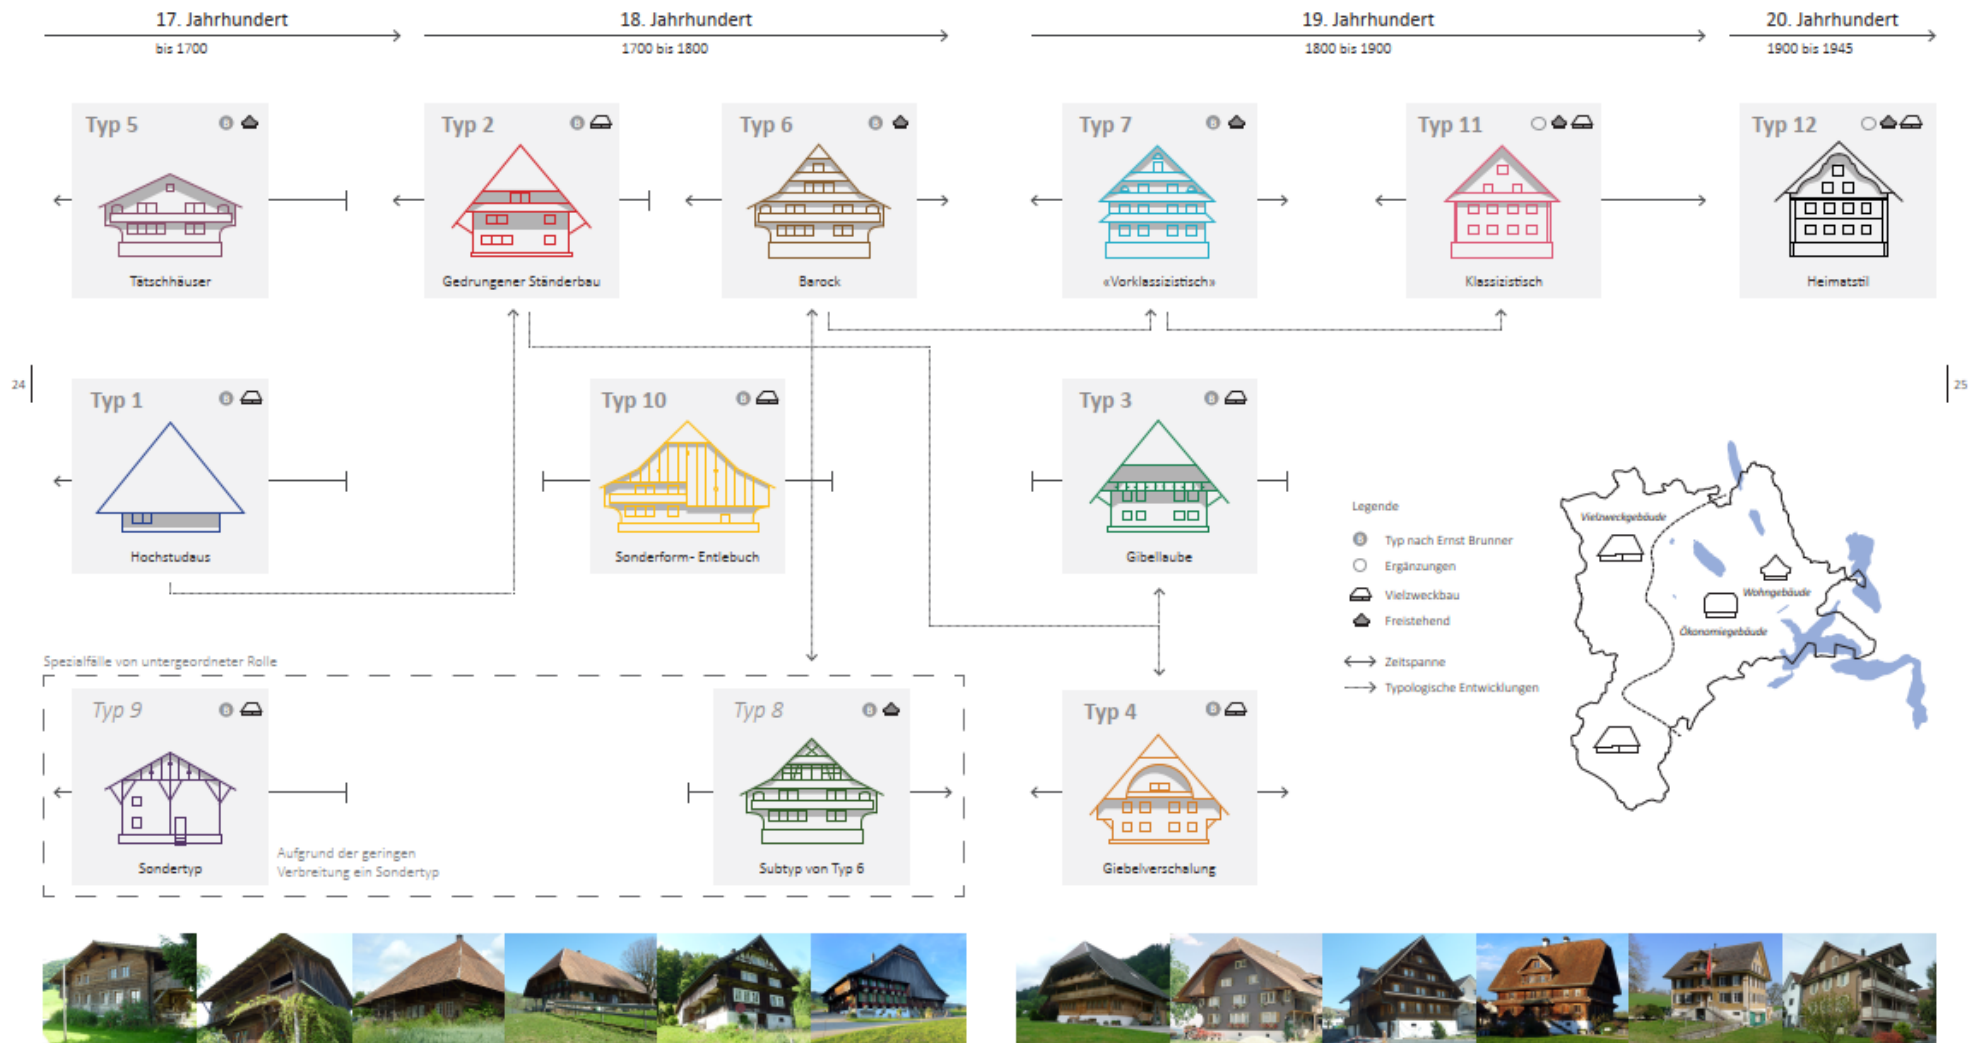 17. Jahrhundert
bis 1700
18. Jahrhundert
1700 bis 1800
19. Jahrhundert
1800 bis 1900
20. Jahrhundert
1900 bis 1945
Typ 5
B
Tätschhäuser
Typ 2
B
Gedrungener Ständerbau
Typ 6
B
Barock
Typ 7
B
«Vorklassizistisch»
Typ 11
Klassizistisch
Typ 12
Heimatstil
24
Typ 1
B
Hochstudaus
Typ 10
B
Sonderform- Entlebuch
Typ 3
B
Gibellaube
25
Legende
B Typ nach Ernst Brunner
Ergänzungen
Vielzweckbau
Freistehend
Zeitspanne
Typologische Entwicklungen
Vielzweckgebäude
Wohngebäude
Ökonomiegebäude
Spezialfälle von untergeordneter Rolle
Typ 9
B
Sondertyp
Aufgrund der geringen
Verbreitung ein Sondertyp
Typ 8
B
Subtyp von Typ 6
Typ 4
B
Giebelverschalung